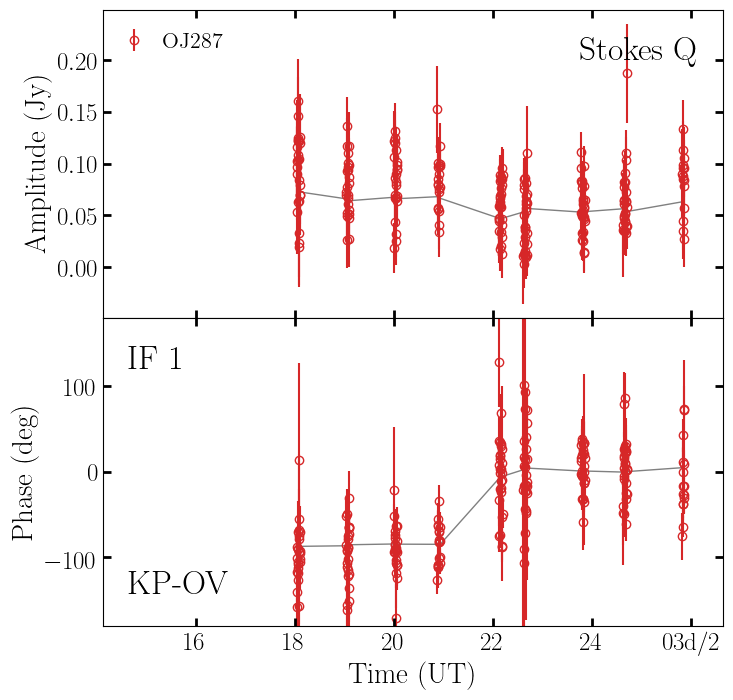 OJ287
Stokes Q
0.20
0.15
0.10
0.05
0.00
Amplitude (Jy)
IF 1
100
0
−100
Phase (deg)
KP-OV
16 18 20 22 24 03d/2
Time (UT)